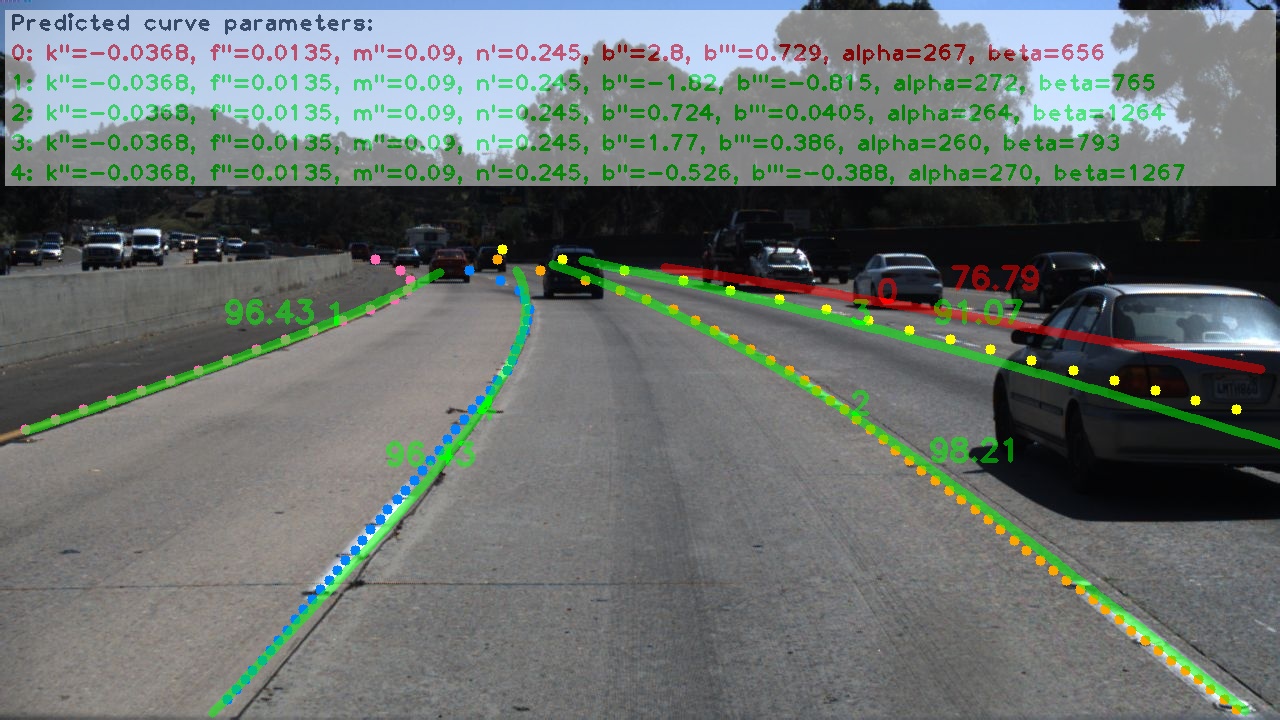 Predicted curve parameters:
0: k''=-0.0368, f''=0.0135, m''=0.09, n'=0.245, b''=2.8, b'''=0.729, alpha=267, beta=656
1: k''=-0.0368, f''=0.0135, m''=0.09, n'=0.245, b''=-1.82, b'''=-0.815, alpha=272, beta=765
2: k''=-0.0368, f''=0.0135, m''=0.09, n'=0.245, b''=0.724, b'''=0.0405, alpha=264, beta=1264
3: k''=-0.0368, f''=0.0135, m''=0.09, n'=0.245, b''=1.77, b'''=0.386, alpha=260, beta=793
4: k''=-0.0368, f''=0.0135, m''=0.09, n'=0.245, b''=-0.526, b'''=-0.388, alpha=270, beta=1267
0 76.79
96.43 1
3 91.07
2
98.21